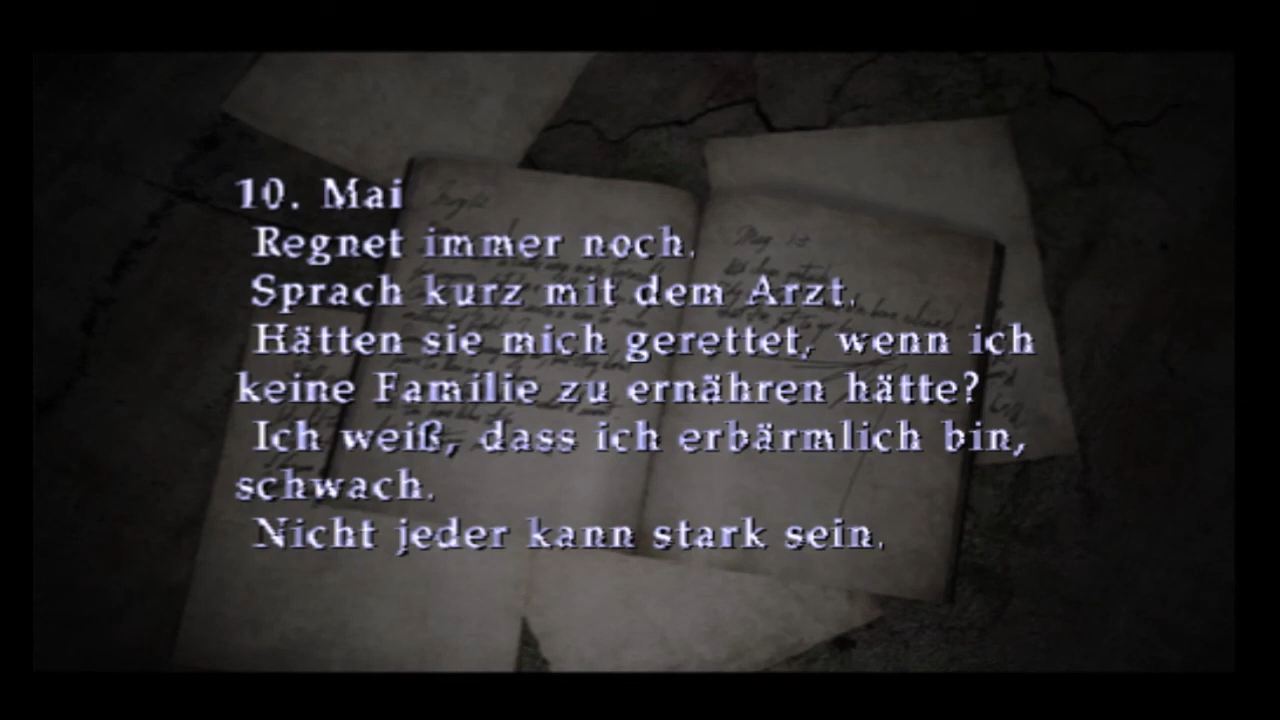 10. Mai
Regnet immer noch.
Sprach kurz mit dem Arzt.
Hätten sie mich gerettet, wenn ich
keine Familie zu ernähren hätte?
Ich weiß, dass ich erbärmlich bin,
schwach.
Nicht jeder kann stark sein.